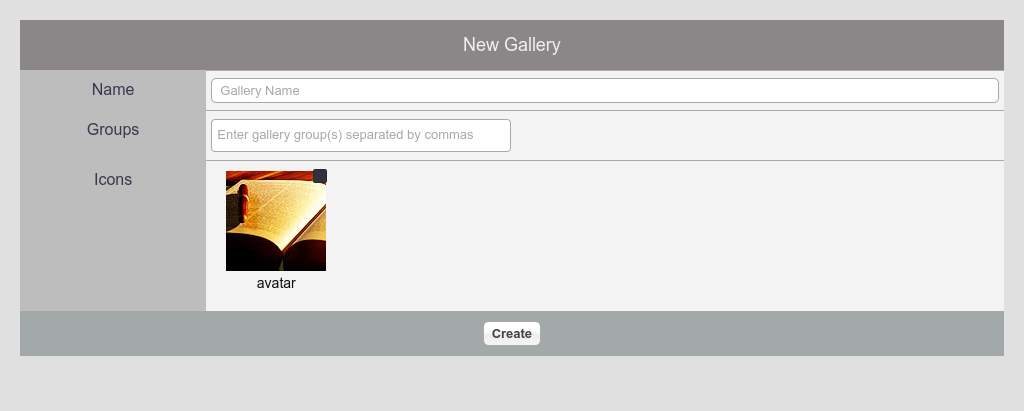 New Gallery
Name
Gallery Name
Groups
Enter gallery group(s) separated by commas
Icons
avatar
Create